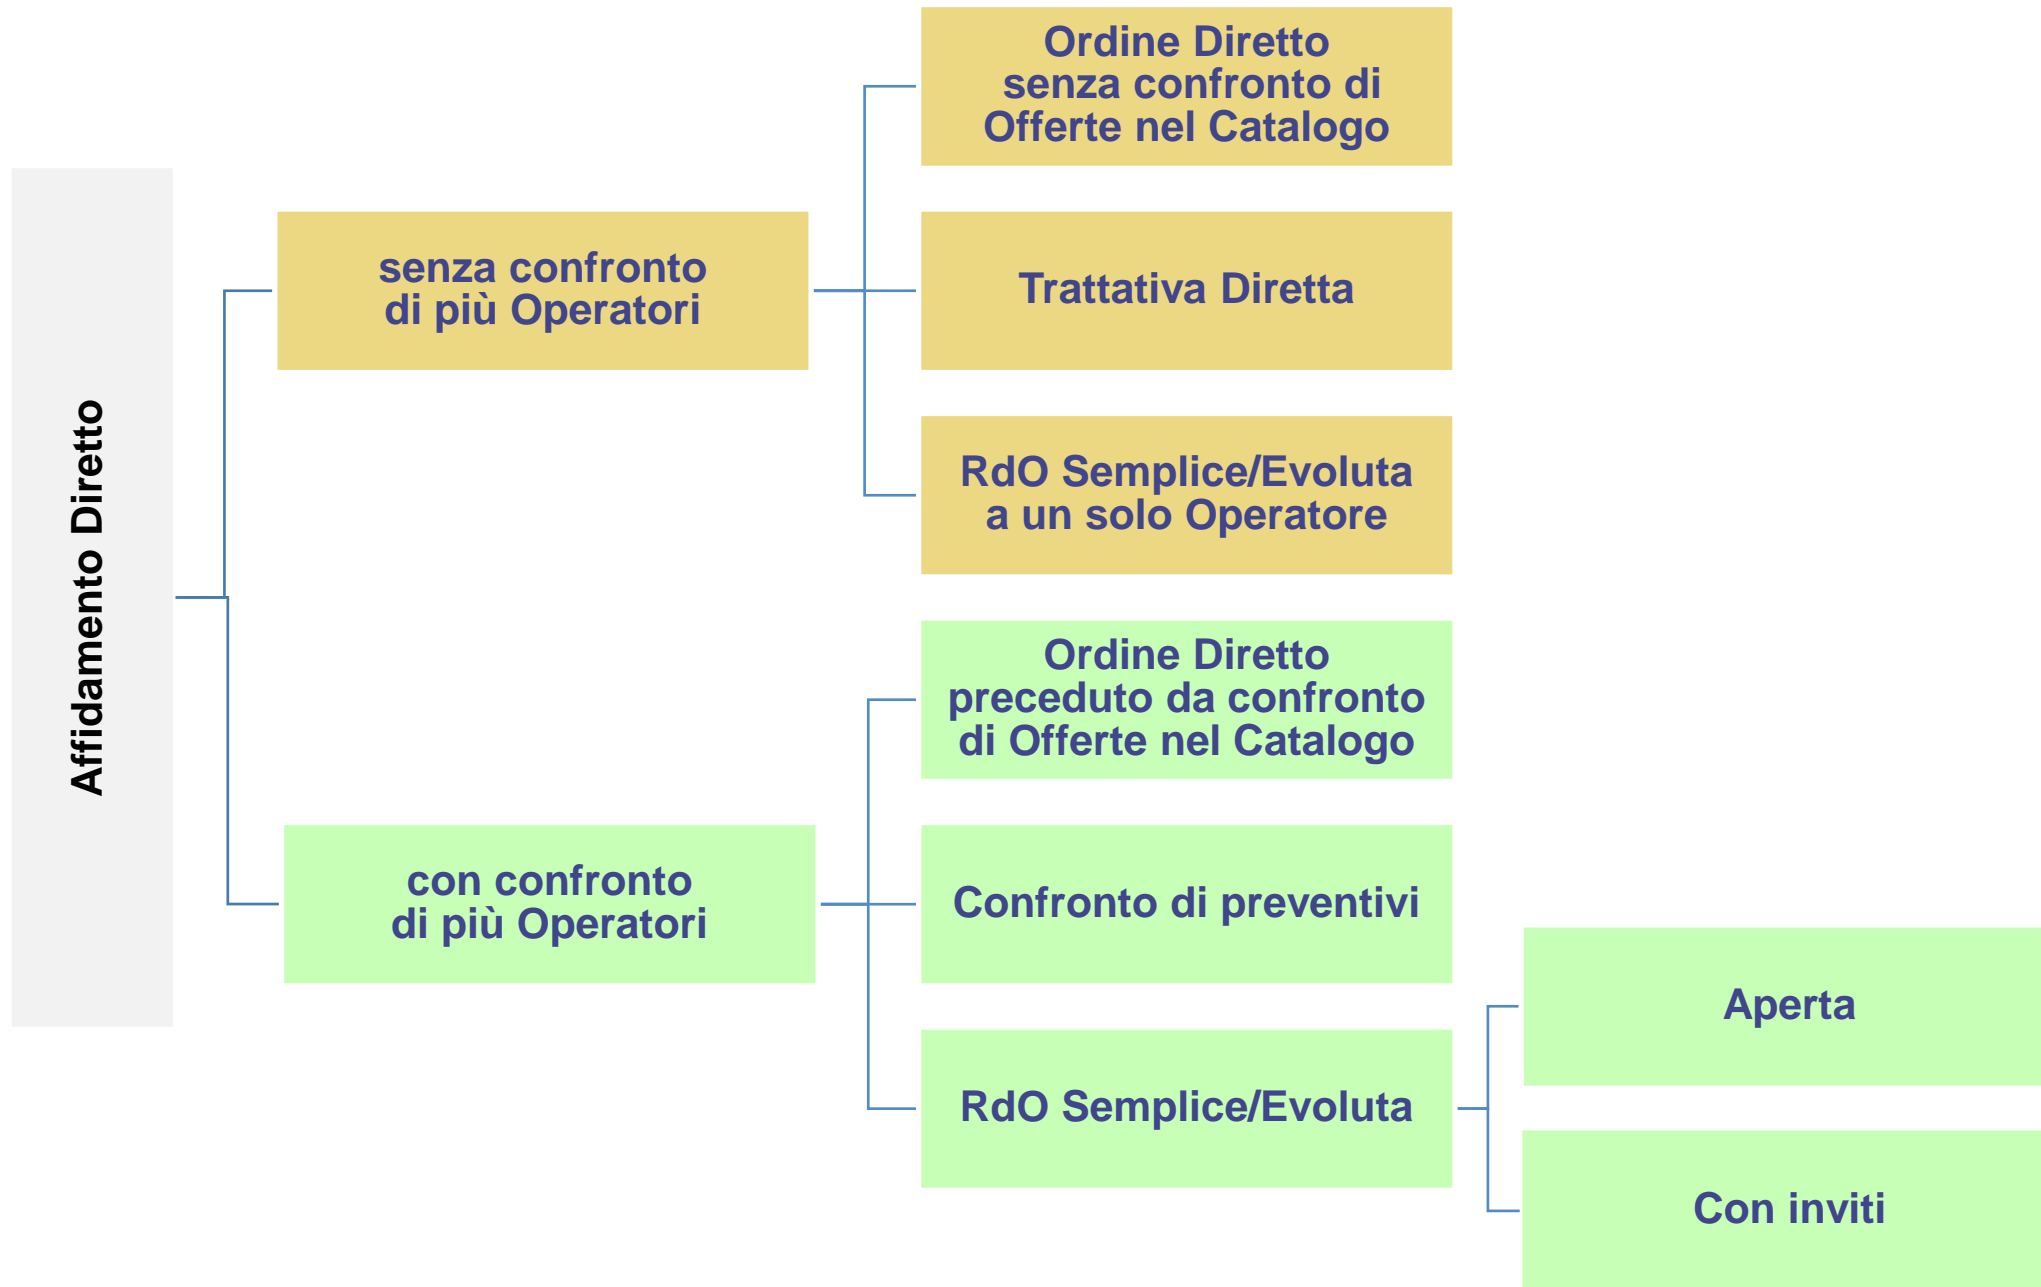 Affidamento Diretto
senza confronto
di più Operatori
Ordine Diretto
senza confronto di
Offerte nel Catalogo
Trattativa Diretta
RdO Semplice/Evoluta
a un solo Operatore
con confronto
di più Operatori
Ordine Diretto
preceduto da confronto
di Offerte nel Catalogo
Confronto di preventivi
RdO Semplice/Evoluta
Aperta
Con inviti